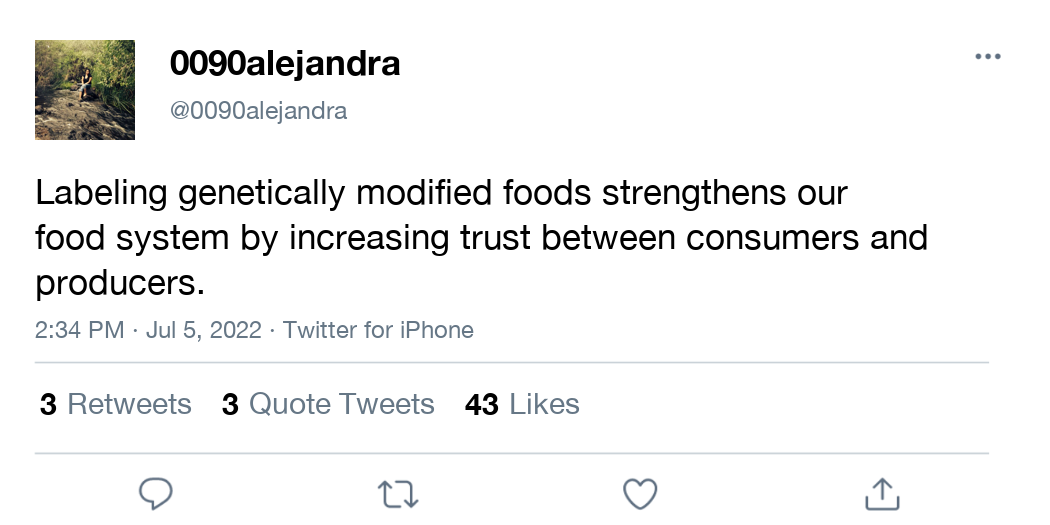 0090alejandra
@0090alejandra
Labeling genetically modified foods strengthens our
food system by increasing trust between consumers and
producers.
2:34 PM · Jul 5, 2022 · Twitter for iPhone
3 Retweets 3 Quote Tweets 43 Likes